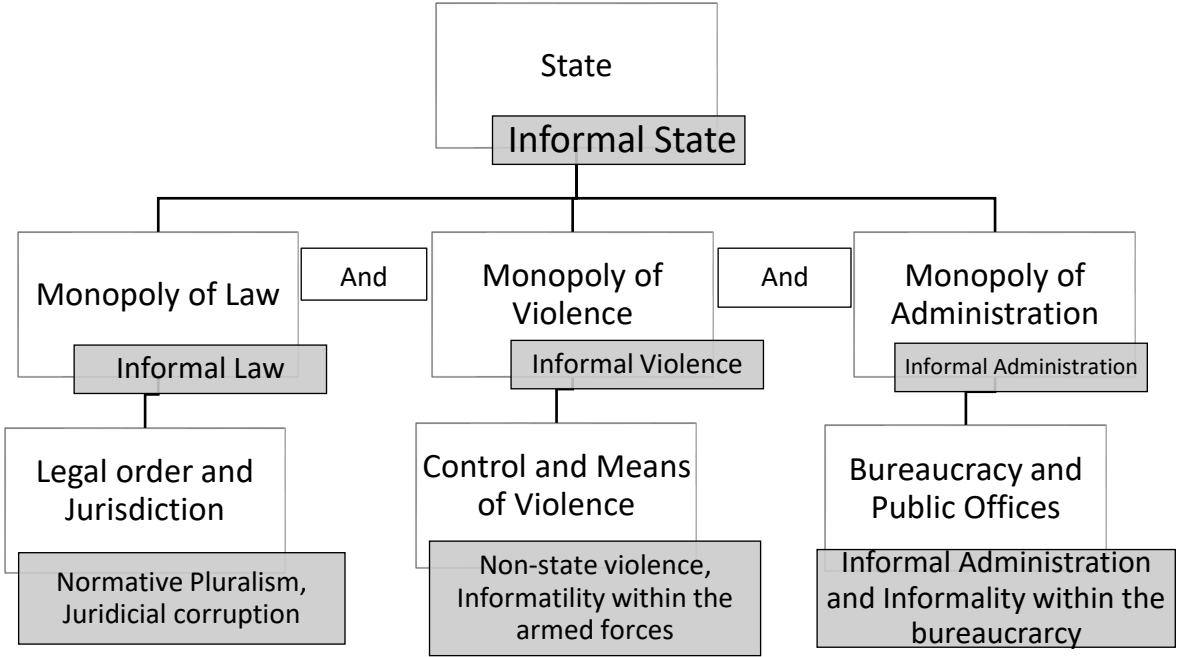 State
Informal State
Monopoly of Law
Informal Law
And
Monopoly of
Violence
Informal Violence
And
Monopoly of
Administration
Informal Administration
Legal order and
Jurisdiction
Normative Pluralism,
Juridicial corruption
Control and Means
of Violence
Non-state violence,
Informatility within the
armed forces
Bureaucracy and
Public Offices
Informal Administration
and Informality within the
bureaucrarcy